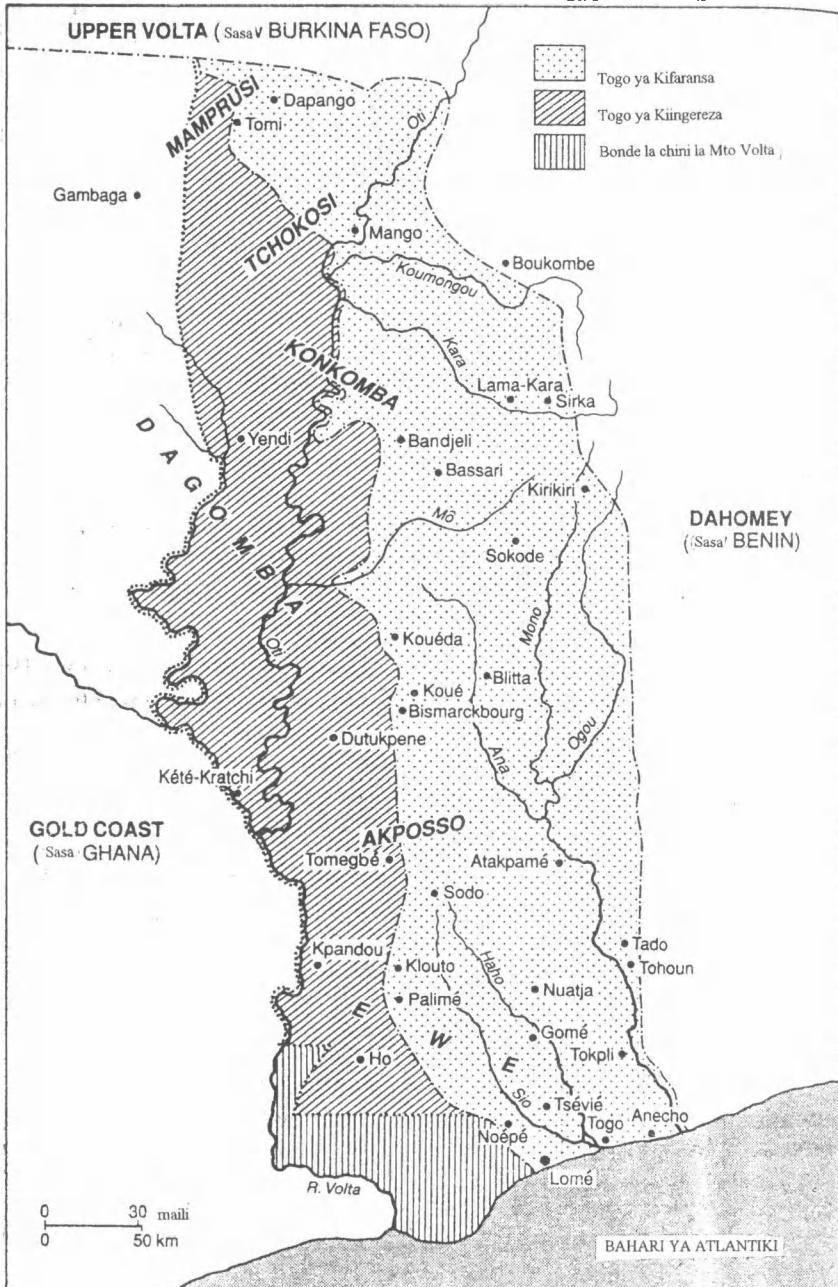 UPPER VOLTA (Sasa BURKINA FASO)
Togo ya Kifaransa
Togo ya Kiingereza
Bonde la chini la Mto Volta
MAMPRUSI
Dapango
Tomi
Oti
Gambaga
TCHOKOSI
Mango
Boukombe
Koumongou
KONKOMBA
Kara
Lama-Kara
Sirka
DAGOMBA
Yendi
Bandjeli
Bassari
Kirikiri
Mô
Sokode
DAHOMEY
(Sasa BENIN)
Mono
Kouéda
Oti
Blitta
Koué
Bismarckbourg
Ogou
Dutukpene
Ana
Kété-Kratchi
GOLD COAST
(Sasa GHANA)
AKPOSSO
Tomegbé
Atakpamé
Sodo
Tado
Tohoun
Kpandou
Klouto
Haho
Nuatja
Palimé
EWE
Gomé
Tokpli
Ho
Sio
Tsévié
Togo
Anecho
Noépé
Lomé
R. Volta
0 30 maili
0 50 km
BAHARI YA ATLANTIKI